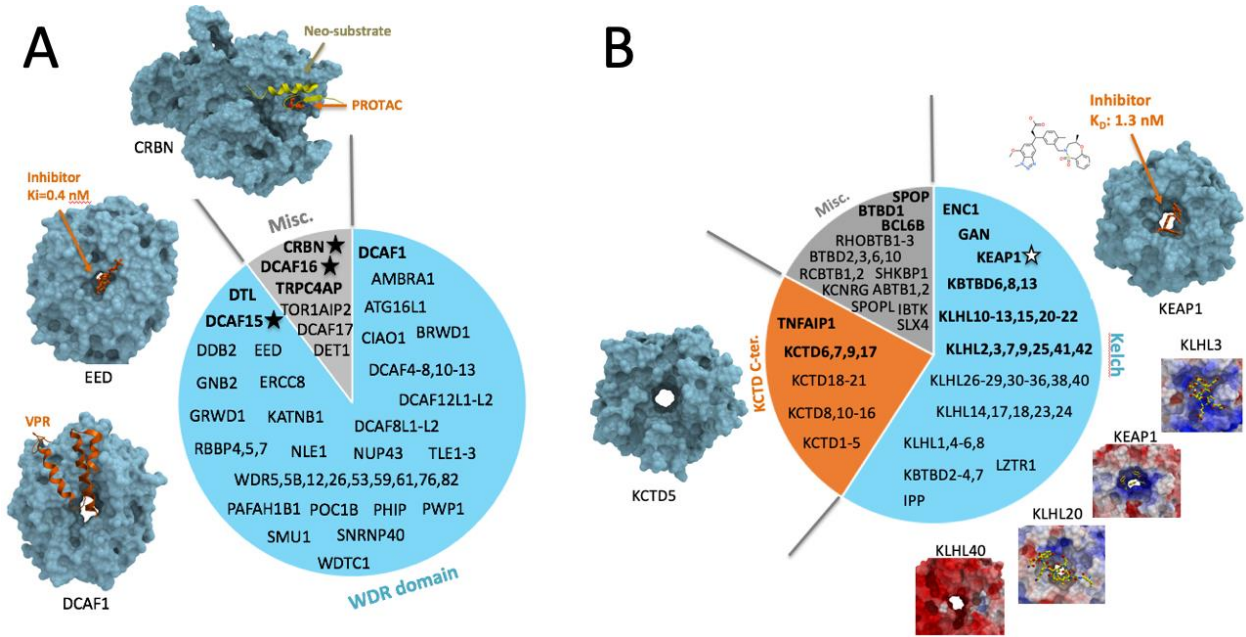 A
Neo-substrate
PROTAC
CRBN
Inhibitor
Ki=0.4 nM
EED
VPR
DCAF1
Misc.
CRBN
DCAF16
TRPC4AP
TOR1AIP2
DCAF17
DET1
DTL
DCAF15
DDB2 EED
GNB2 ERCC8
GRWD1 KATNB1
RBBP4,5,7 NLE1
DCAF1
AMBRA1
ATG16L1
CIAO1 BRWD1
DCAF4-8,10-13
DCAF12L1-L2
DCAF8L1-L2
NUP43 TLE1-3
WDR5,5B,12,26,53,59,61,76,82
PAFAH1B1 POC1B PHIP PWP1
SMU1 SNRNP40
WDTC1
WDR domain
B
Inhibitor
KD: 1.3 nM
KEAP1
Misc.
SPOP
BTBD1
BCL6B
RHOBTB1-3
BTBD2,3,6,10
RCBTB1,2 SHKBP1
KCNRG ABTB1,2
SPOPL IBTK
SLX4
ENC1
GAN
KEAP1
KBTBD6,8,13
KLHL10-13,15,20-22
KLHL2,3,7,9,25,41,42
KLHL26-29,30-36,38,40
KLHL14,17,18,23,24
KLHL1,4-6,8
LZTR1
KBTBD2-4,7
IPP
Kelch
KCTD C-ter.
TNFAIP1
KCTD6,7,9,17
KCTD18-21
KCTD8,10-16
KCTD1-5
KCTD5
KLHL3
KEAP1
KLHL20
KLHL40